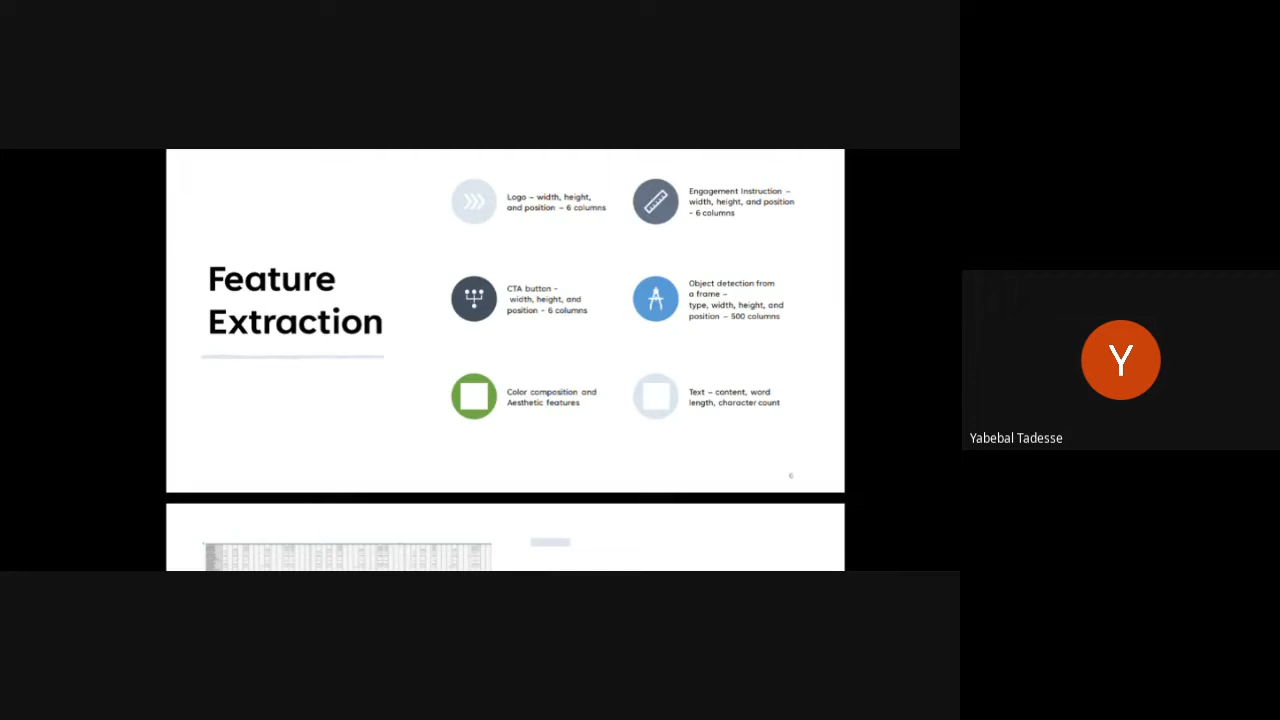 Feature
Extraction
Logo – width, height,
and position – 6 columns
Engagement Instruction –
width, height, and position
- 6 columns
CTA button -
width, height, and
position - 6 columns
Object detection from
a frame –
type, width, height, and
position – 500 columns
Color composition and
Aesthetic features
Text – content, word
length, character count
6
Y
Yabebal Tadesse